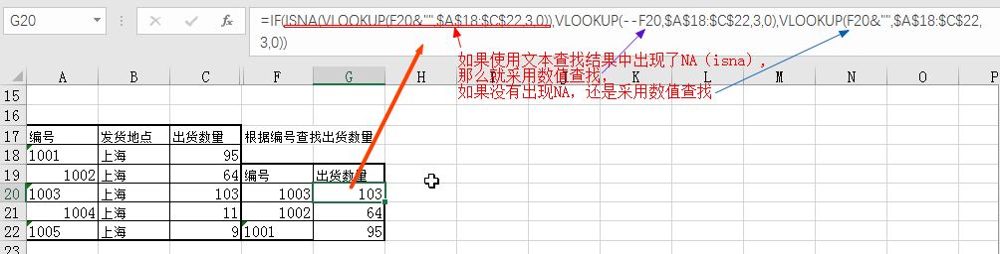 G20 fx =IF(ISNA(VLOOKUP(F20&"",$A$18:$C$22,3,0)),VLOOKUP(--F20,$A$18:$C$22,3,0),VLOOKUP(F20&"",$A$18:$C$22,
3,0))
如果使用文本查找结果中出现了NA（isna）,
那么就采用数值查找,
如果没有出现NA，还是采用数值查找
A B C F G H I J K L M N O P
15
16
17 编号 发货地点 出货数量 根据编号查找出货数量
18 1001 上海 95
19 1002 上海 64 编号 出货数量
20 1003 上海 103 1003 103
21 1004 上海 11 1002 64
22 1005 上海 9 1001 95
23